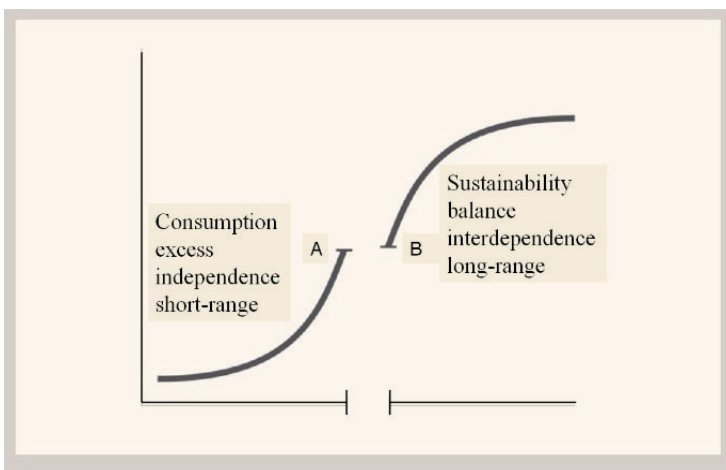 Consumption
excess
independence
short-range
A
B
Sustainability
balance
interdependence
long-range